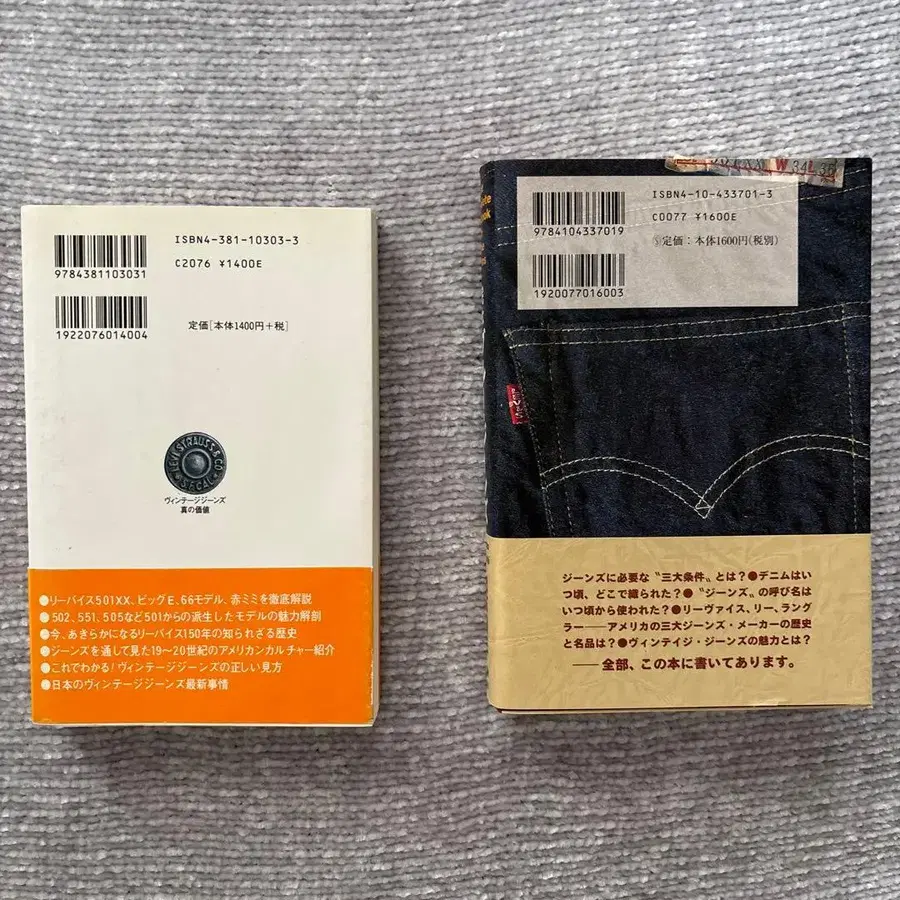 ISBN4-381-10303-3
9784381103031
C2076 ¥1400E
1922076014004
定価[本体1400円+税]
LEVI STRAUSS & CO
S.F.CAL
ヴィンテージジーンズ
真の価値
●リーバイス501XX、ビッグE、66モデル、赤ミミを徹底解説
●502、551、505など501からの派生したモデルの魅力解剖
●今、あきらかになるリーバイス150年の知られざる歴史
●ジーンズを通して見た19〜20世紀のアメリカンカルチャー紹介
●これでわかる!ヴィンテージジーンズの正しい見方
●日本のヴィンテージジーンズ最新事情
W 34 L 36
ISBN4-10-433701-3
9784104337019
C0077 ¥1600E
定価:本体1600円(税別)
1920077016003
ジーンズに必要な〝三大条件〟とは?●デニムはい
つ頃、どこで織られた?●〝ジーンズ〟の呼び名は
いつ頃から使われた?●リーヴァイス、リー、ラング
ラー──アメリカの三大ジーンズ・メーカーの歴史
と名品は?●ヴィンテイジ・ジーンズの魅力とは?
──全部、この本に書いてあります。